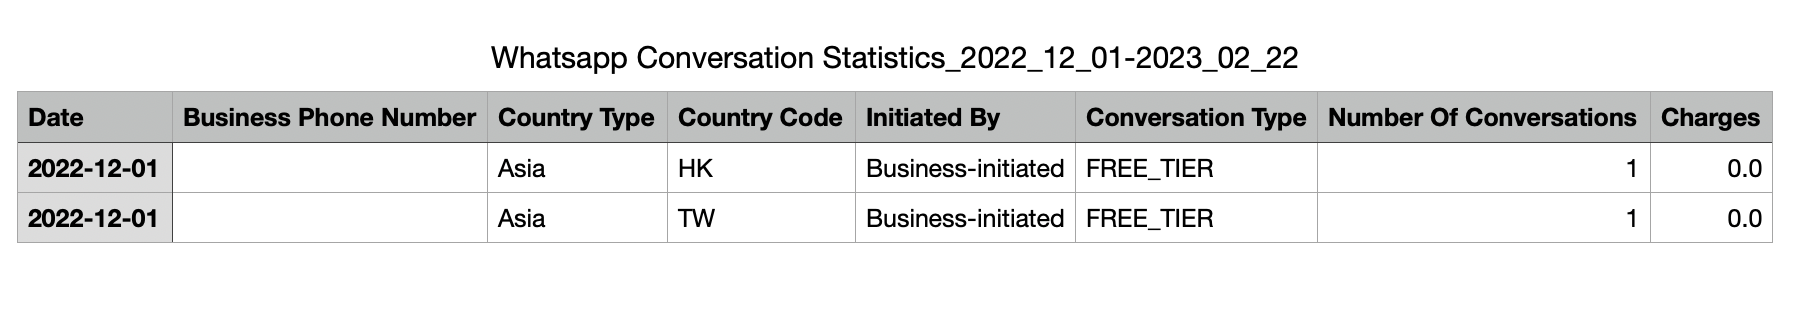 Whatsapp Conversation Statistics_2022_12_01-2023_02_22
Date Business Phone Number Country Type Country Code Initiated By Conversation Type Number Of Conversations Charges
2022-12-01 Asia HK Business-initiated FREE_TIER 1 0.0
2022-12-01 Asia TW Business-initiated FREE_TIER 1 0.0